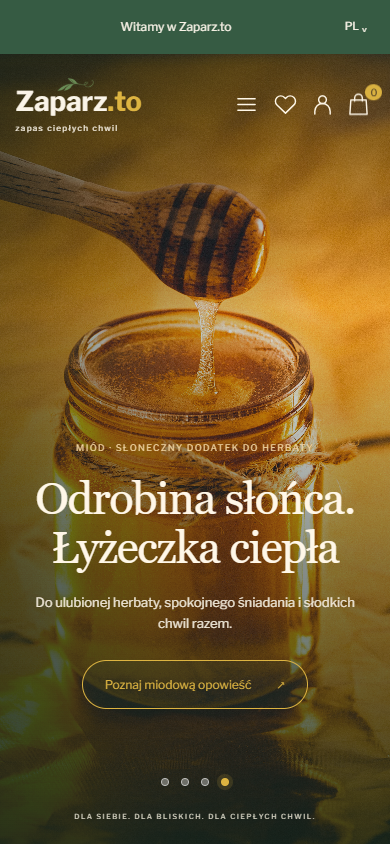 Witamy w Zaparz.to
PL
Zaparz.to
zapas ciepłych chwil
0
MIÓD · SŁONECZNY DODATEK DO HERBATY
Odrobina słońca.
Łyżeczka ciepła
Do ulubionej herbaty, spokojnego śniadania i słodkich
chwil razem.
Poznaj miodową opowieść ↗
DLA SIEBIE. DLA BLISKICH. DLA CIEPŁYCH CHWIL.